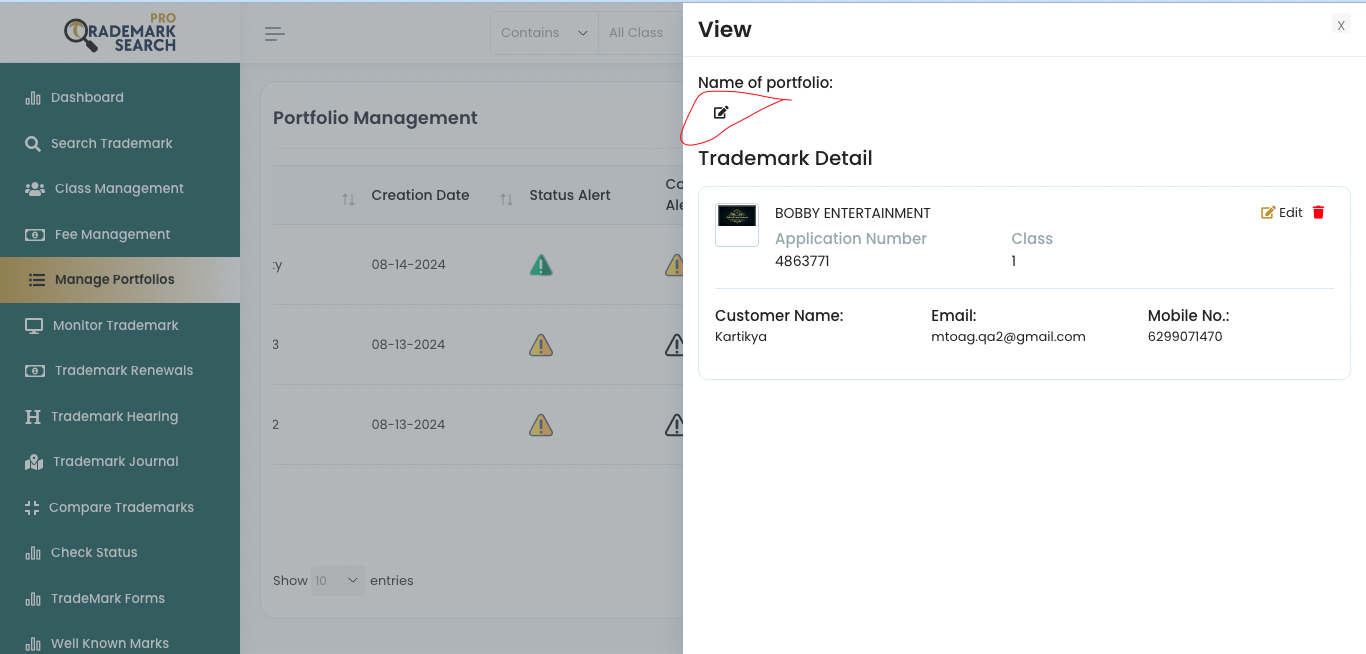 PRO
TRADEMARK
SEARCH
Dashboard
Search Trademark
Class Management
Fee Management
Manage Portfolios
Monitor Trademark
Trademark Renewals
Trademark Hearing
Trademark Journal
Compare Trademarks
Check Status
TradeMark Forms
Well Known Marks
Contains
All Class
Portfolio Management
Creation Date
Status Alert
Co
Ale
ty
08-14-2024
3
08-13-2024
2
08-13-2024
Show 10 entries
View
X
Name of portfolio:
Trademark Detail
BOBBY ENTERTAINMENT
Edit
Application Number
Class
4863771
1
Customer Name:
Email:
Mobile No.:
Kartikya
mtoag.qa2@gmail.com
6299071470